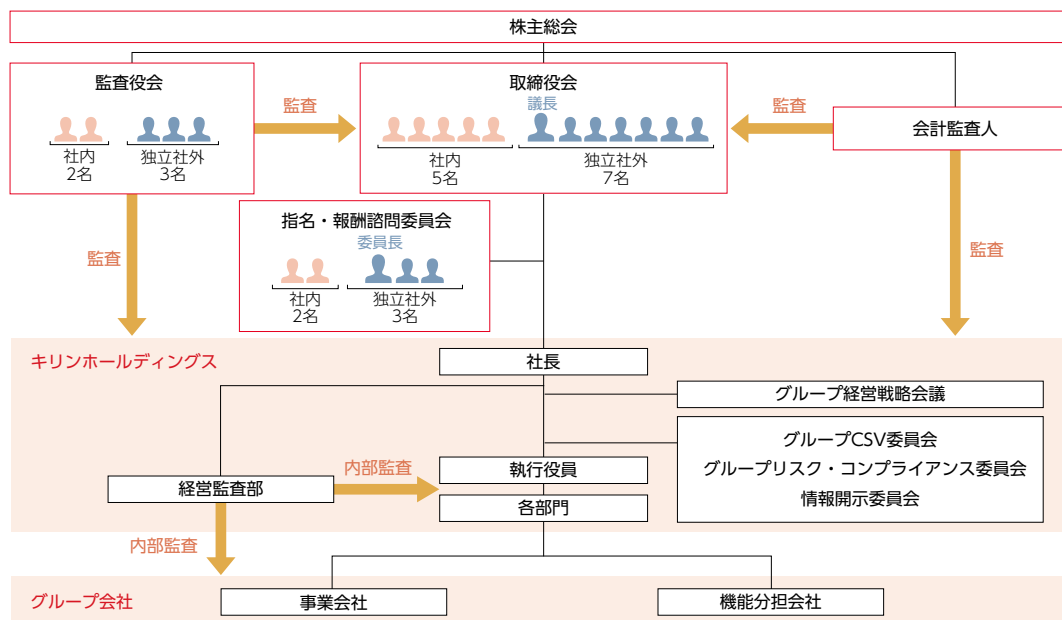 株主総会
監査役会
社内
2名
独立社外
3名
監査
取締役会
議長
社内
5名
独立社外
7名
監査
会計監査人
指名・報酬諮問委員会
委員長
社内
2名
独立社外
3名
監査
監査
キリンホールディングス
社長
グループ経営戦略会議
グループCSV委員会
グループリスク・コンプライアンス委員会
情報開示委員会
経営監査部
内部監査
執行役員
各部門
内部監査
グループ会社
事業会社
機能分担会社